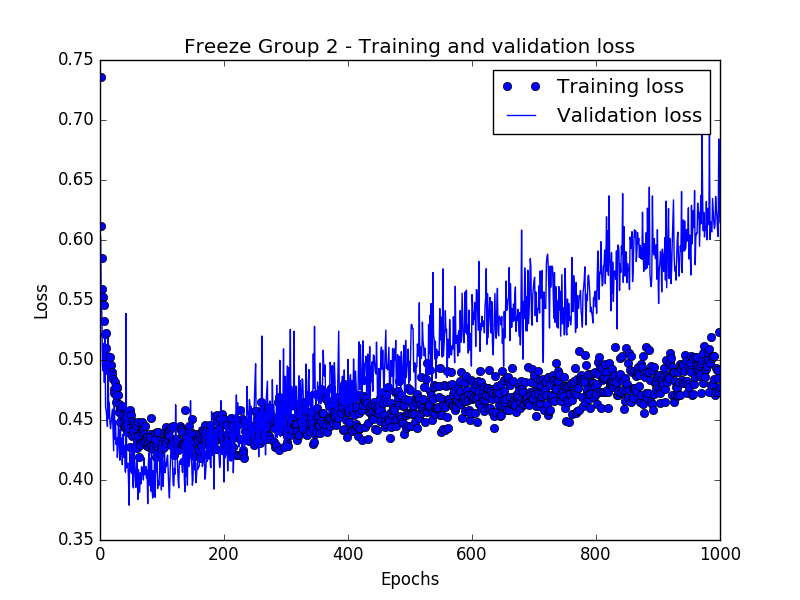 Freeze Group 2 - Training and validation loss
0.75
0.70
0.65
0.60
0.55
0.50
0.45
0.40
0.35
Loss
Training loss
Validation loss
0 200 400 600 800 1000
Epochs